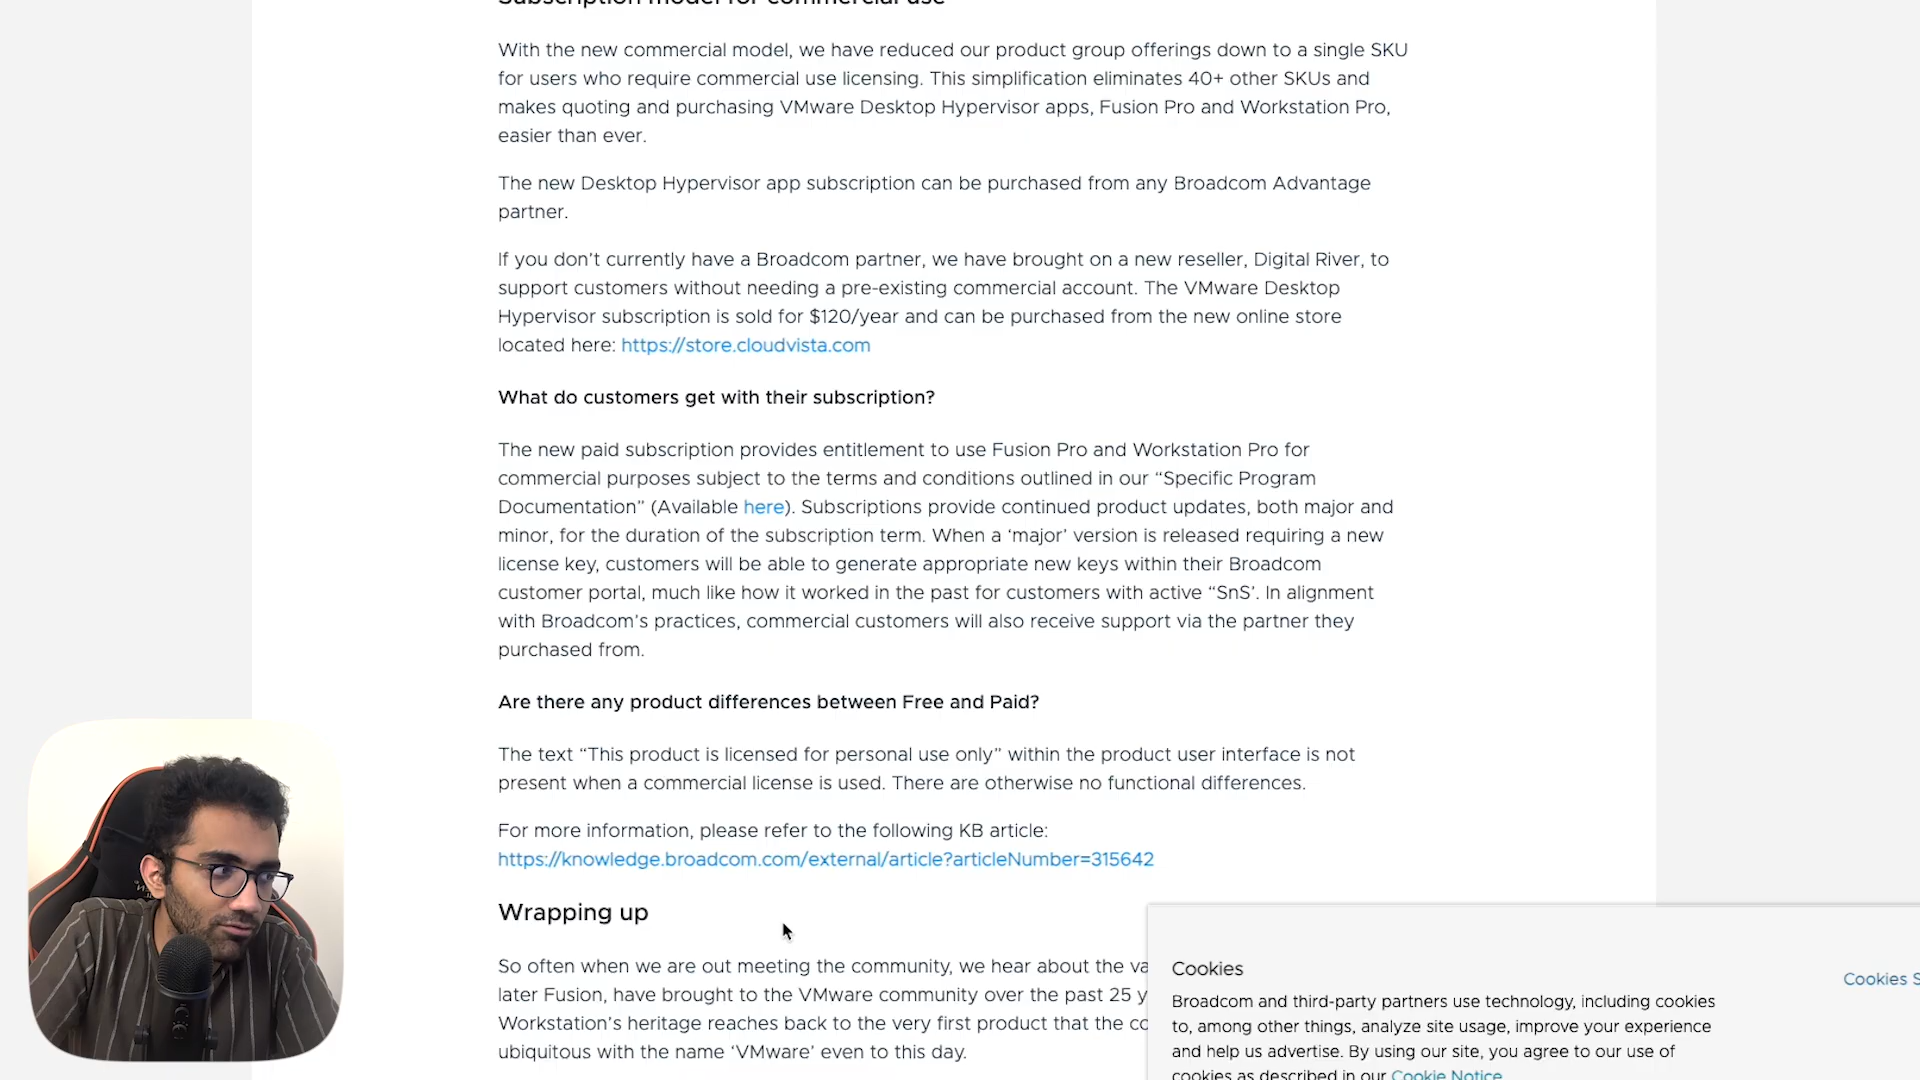 Subscription model for commercial use
With the new commercial model, we have reduced our product group offerings down to a single SKU
for users who require commercial use licensing. This simplification eliminates 40+ other SKUs and
makes quoting and purchasing VMware Desktop Hypervisor apps, Fusion Pro and Workstation Pro,
easier than ever.
The new Desktop Hypervisor app subscription can be purchased from any Broadcom Advantage
partner.
If you don’t currently have a Broadcom partner, we have brought on a new reseller, Digital River, to
support customers without needing a pre-existing commercial account. The VMware Desktop
Hypervisor subscription is sold for $120/year and can be purchased from the new online store
located here: https://store.cloudvista.com
What do customers get with their subscription?
The new paid subscription provides entitlement to use Fusion Pro and Workstation Pro for
commercial purposes subject to the terms and conditions outlined in our “Specific Program
Documentation” (Available here). Subscriptions provide continued product updates, both major and
minor, for the duration of the subscription term. When a ‘major’ version is released requiring a new
license key, customers will be able to generate appropriate new keys within their Broadcom
customer portal, much like how it worked in the past for customers with active “SnS’. In alignment
with Broadcom’s practices, commercial customers will also receive support via the partner they
purchased from.
Are there any product differences between Free and Paid?
The text “This product is licensed for personal use only” within the product user interface is not
present when a commercial license is used. There are otherwise no functional differences.
For more information, please refer to the following KB article:
https://knowledge.broadcom.com/external/article?articleNumber=315642
Wrapping up
So often when we are out meeting the community, we hear about the va
later Fusion, have brought to the VMware community over the past 25 y
Workstation’s heritage reaches back to the very first product that the co
ubiquitous with the name ‘VMware’ even to this day.
Cookies
Cookies S
Broadcom and third-party partners use technology, including cookies
to, among other things, analyze site usage, improve your experience
and help us advertise. By using our site, you agree to our use of
cookies as described in our Cookie Notice